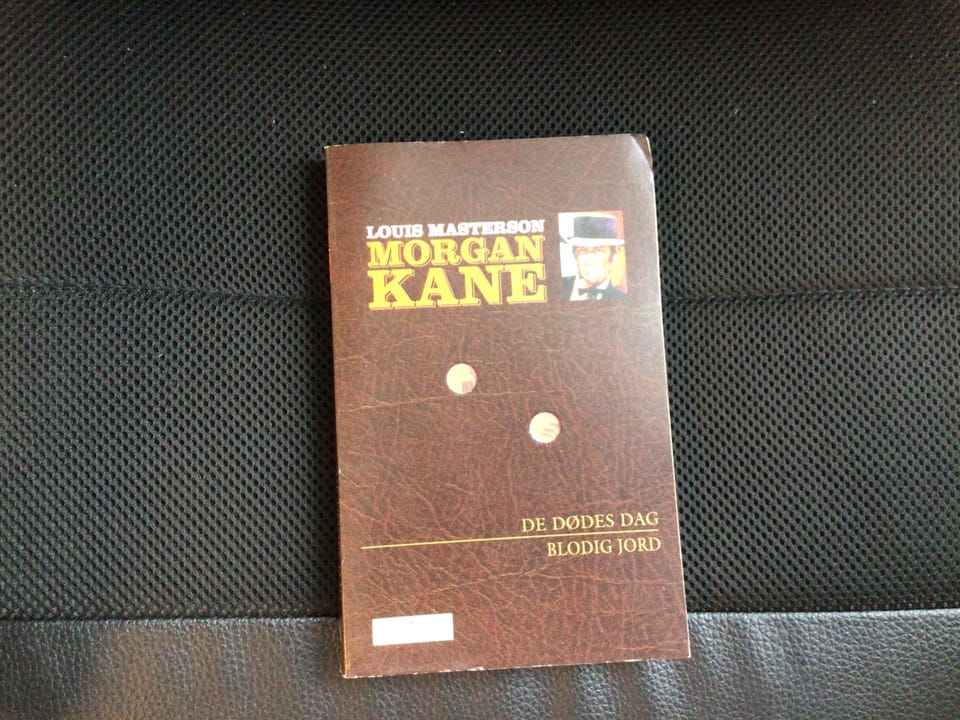 LOUIS MASTERSON
MORGAN
KANE
DE DØDES DAG
BLODIG JORD